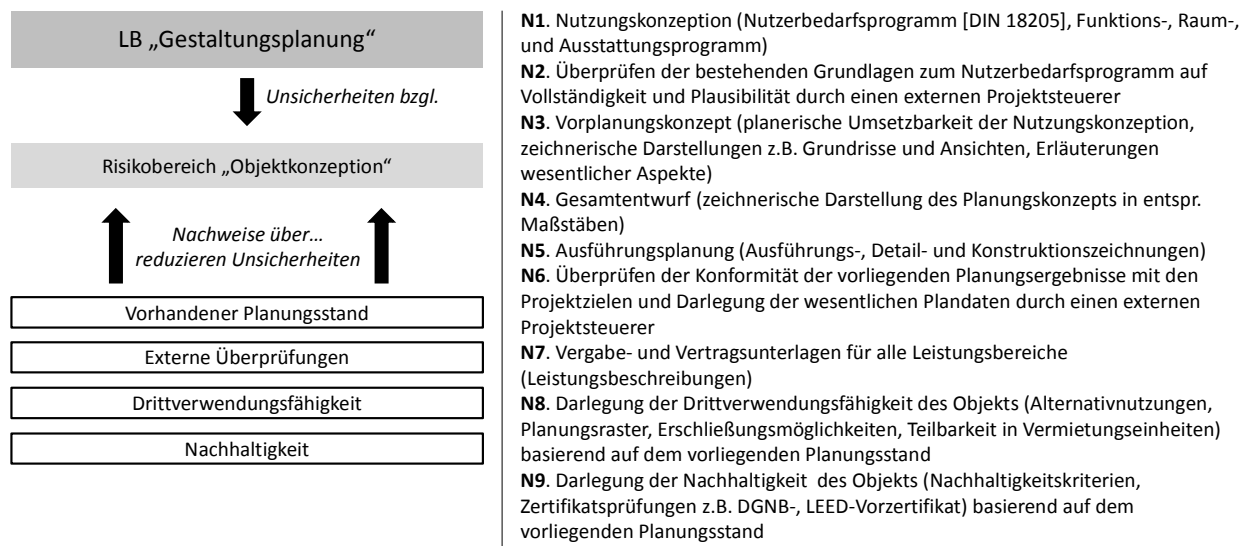 LB „Gestaltungsplanung“
Unsicherheiten bzgl.
Risikobereich „Objektkonzeption“
Nachweise über…
reduzieren Unsicherheiten
Vorhandener Planungsstand
Externe Überprüfungen
Drittverwendungsfähigkeit
Nachhaltigkeit
N1. Nutzungskonzeption (Nutzerbedarfsprogramm [DIN 18205], Funktions-, Raum-,
und Ausstattungsprogramm)
N2. Überprüfen der bestehenden Grundlagen zum Nutzerbedarfsprogramm auf
Vollständigkeit und Plausibilität durch einen externen Projektsteuerer
N3. Vorplanungskonzept (planerische Umsetzbarkeit der Nutzungskonzeption,
zeichnerische Darstellungen z.B. Grundrisse und Ansichten, Erläuterungen
wesentlicher Aspekte)
N4. Gesamtentwurf (zeichnerische Darstellung des Planungskonzepts in entspr.
Maßstäben)
N5. Ausführungsplanung (Ausführungs-, Detail- und Konstruktionszeichnungen)
N6. Überprüfen der Konformität der vorliegenden Planungsergebnisse mit den
Projektzielen und Darlegung der wesentlichen Plandaten durch einen externen
Projektsteuerer
N7. Vergabe- und Vertragsunterlagen für alle Leistungsbereiche
(Leistungsbeschreibungen)
N8. Darlegung der Drittverwendungsfähigkeit des Objekts (Alternativnutzungen,
Planungsraster, Erschließungsmöglichkeiten, Teilbarkeit in Vermietungseinheiten)
basierend auf dem vorliegenden Planungsstand
N9. Darlegung der Nachhaltigkeit des Objekts (Nachhaltigkeitskriterien,
Zertifikatsprüfungen z.B. DGNB-, LEED-Vorzertifikat) basierend auf dem
vorliegenden Planungsstand